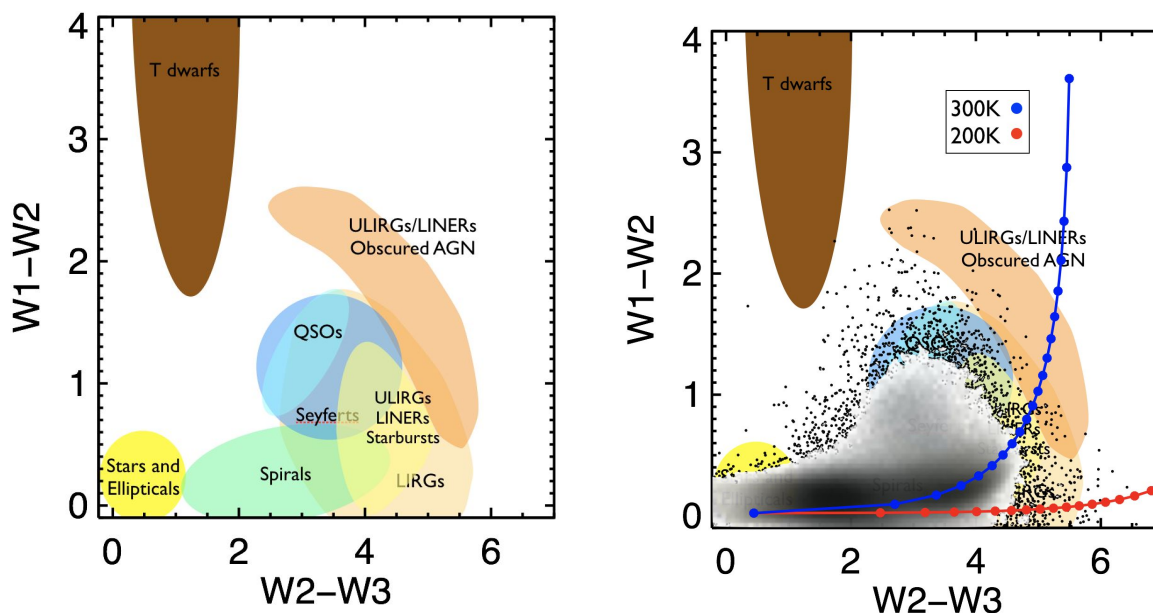 4
3
2
1
0
W1−W2
T dwarfs
ULIRGs/LINERs
Obscured AGN
QSOs
Seyferts
ULIRGs
LINERs
Starbursts
Stars and
Ellipticals
Spirals
LIRGs
0
2
4
6
W2−W3
4
3
2
1
0
W1−W2
T dwarfs
300K
200K
ULIRGs/LINERs
Obscured AGN
Spirals
0
2
4
6
W2−W3